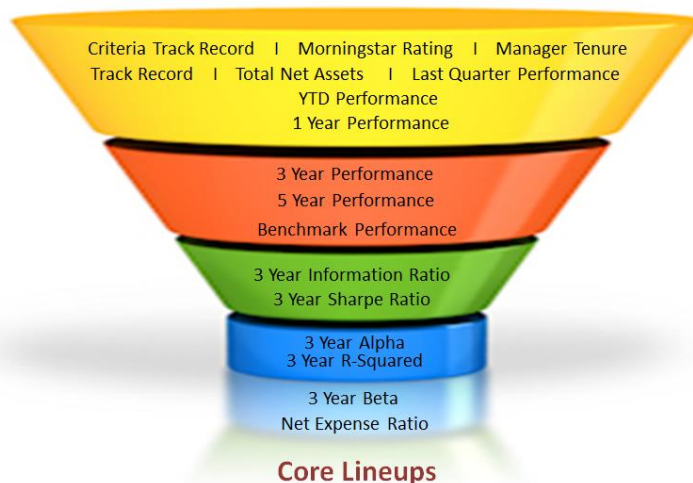 Criteria Track Record I Morningstar Rating I Manager Tenure
Track Record I Total Net Assets I Last Quarter Performance
YTD Performance
1 Year Performance
3 Year Performance
5 Year Performance
Benchmark Performance
3 Year Information Ratio
3 Year Sharpe Ratio
3 Year Alpha
3 Year R-Squared
3 Year Beta
Net Expense Ratio
Core Lineups